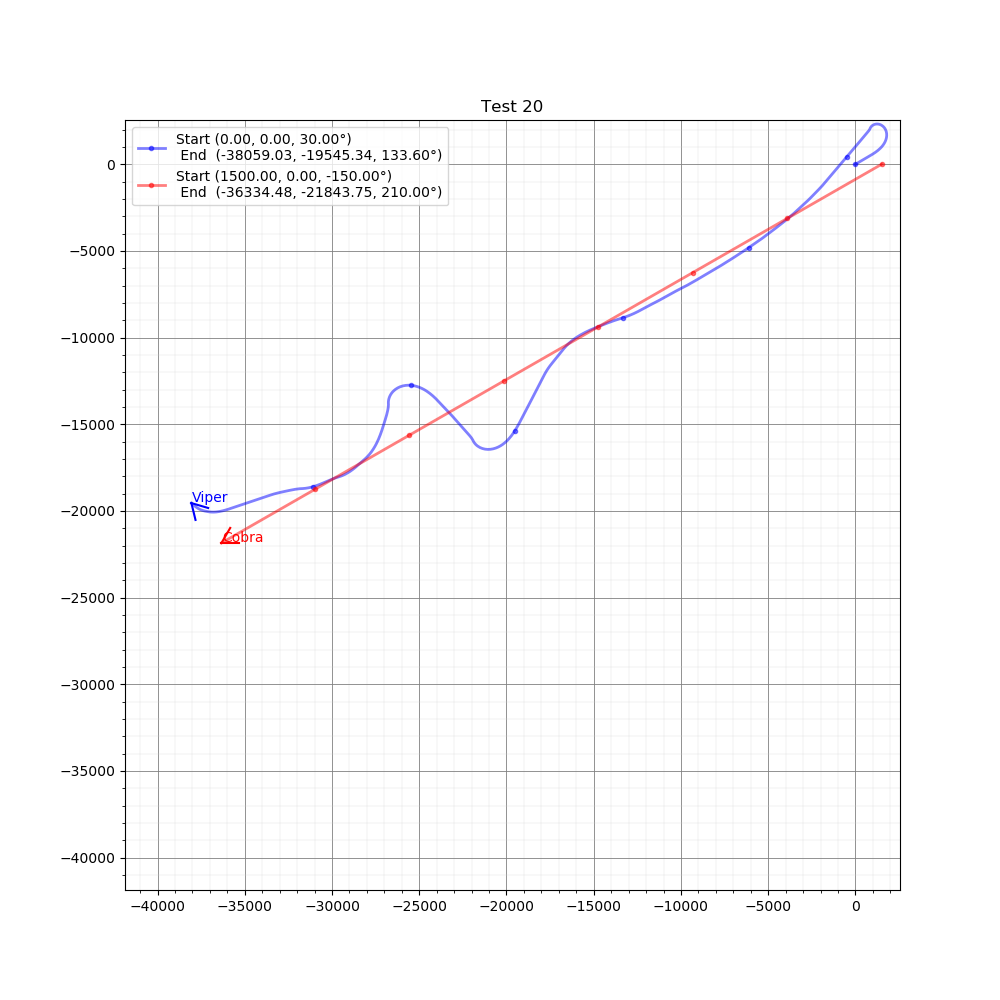 Test 20
Start (0.00, 0.00, 30.00°)
End  (-38059.03, -19545.34, 133.60°)
Start (1500.00, 0.00, -150.00°)
End  (-36334.48, -21843.75, 210.00°)
0
−5000
−10000
−15000
−20000
−25000
−30000
−35000
−40000
Viper
Cobra
−40000 −35000 −30000 −25000 −20000 −15000 −10000 −5000 0